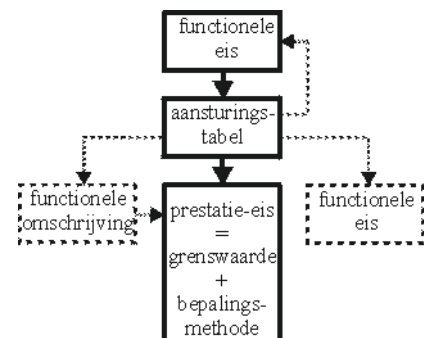 functionele
eis
aansturings-
tabel
functionele
omschrijving
prestatie-eis
=
grenswaarde
+
bepalings-
methode
functionele
eis